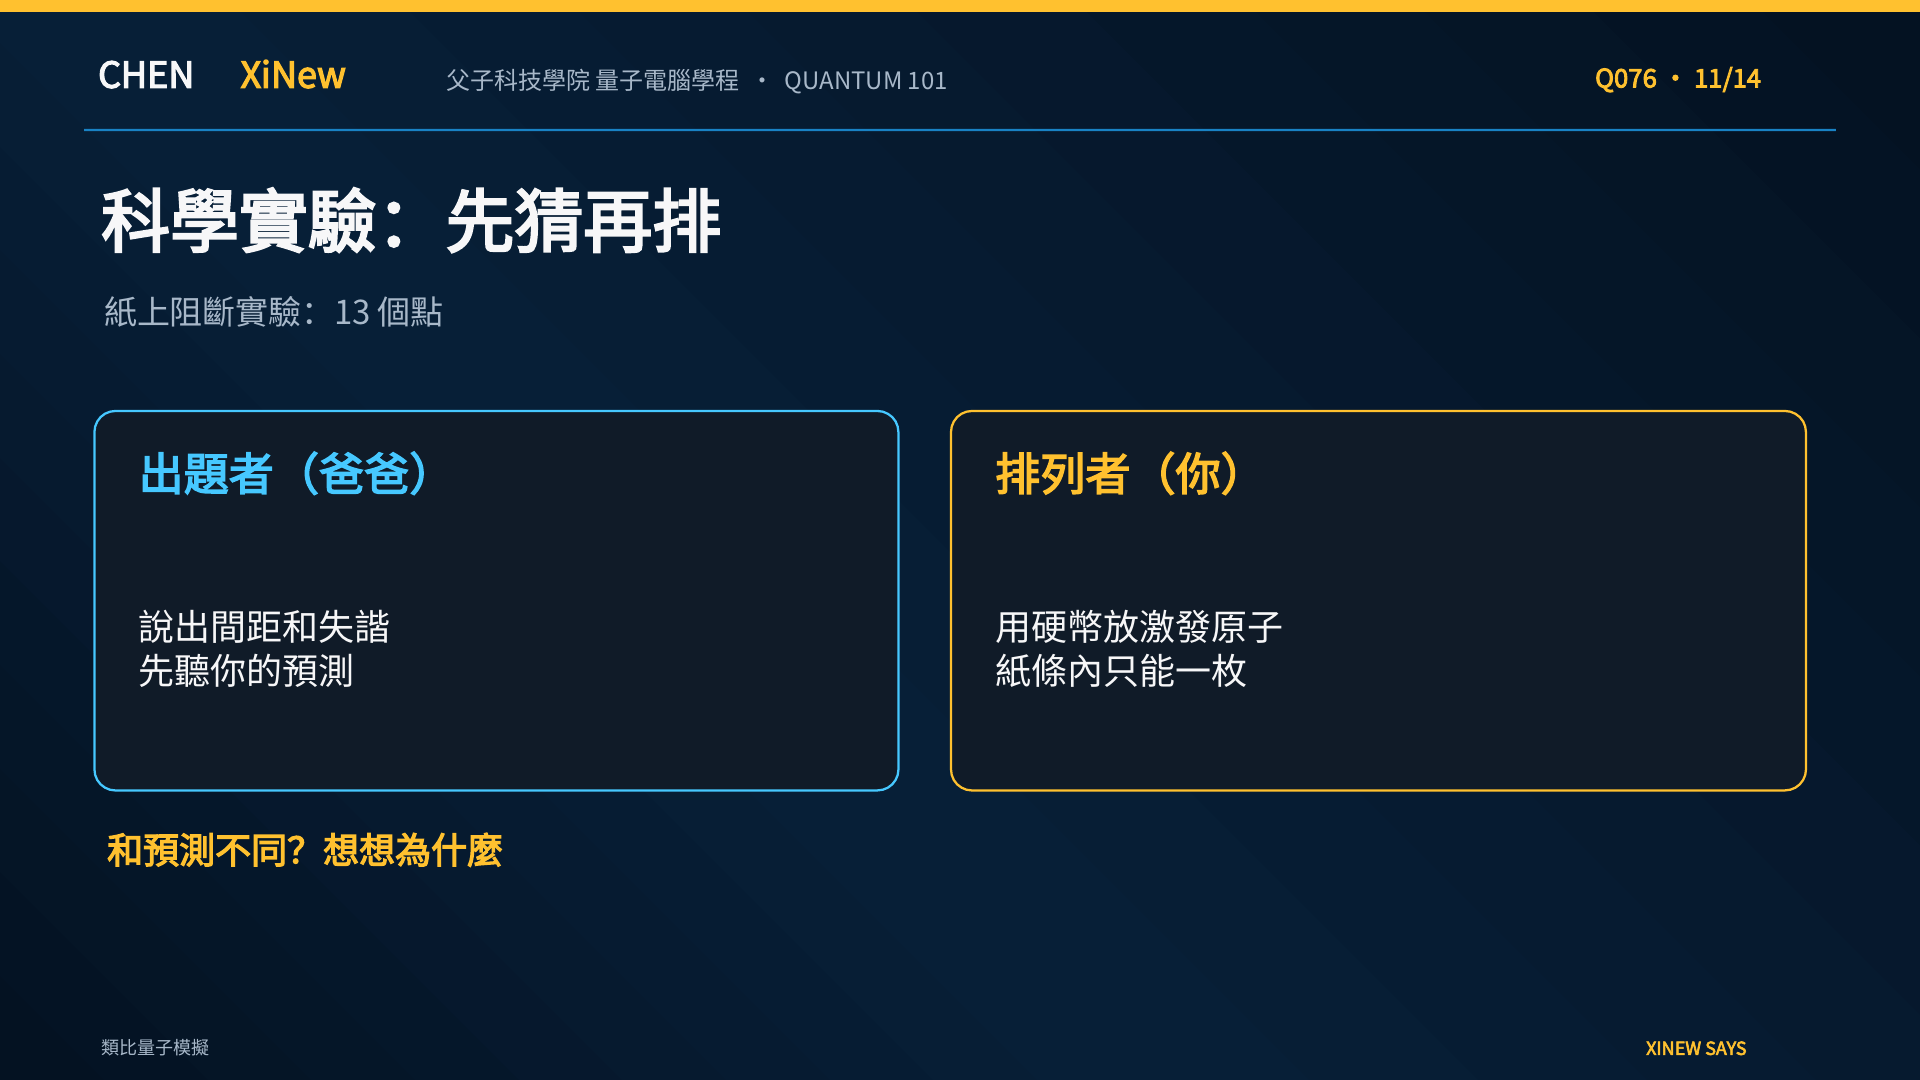 CHEN XiNew 父子科技學院 量子電腦學程 · QUANTUM 101 Q076 · 11/14
科學實驗：先猜再排
紙上阻斷實驗：13 個點
出題者（爸爸）
說出間距和失諧
先聽你的預測
排列者（你）
用硬幣放激發原子
紙條內只能一枚
和預測不同？想想為什麼
類比量子模擬
XINEW SAYS